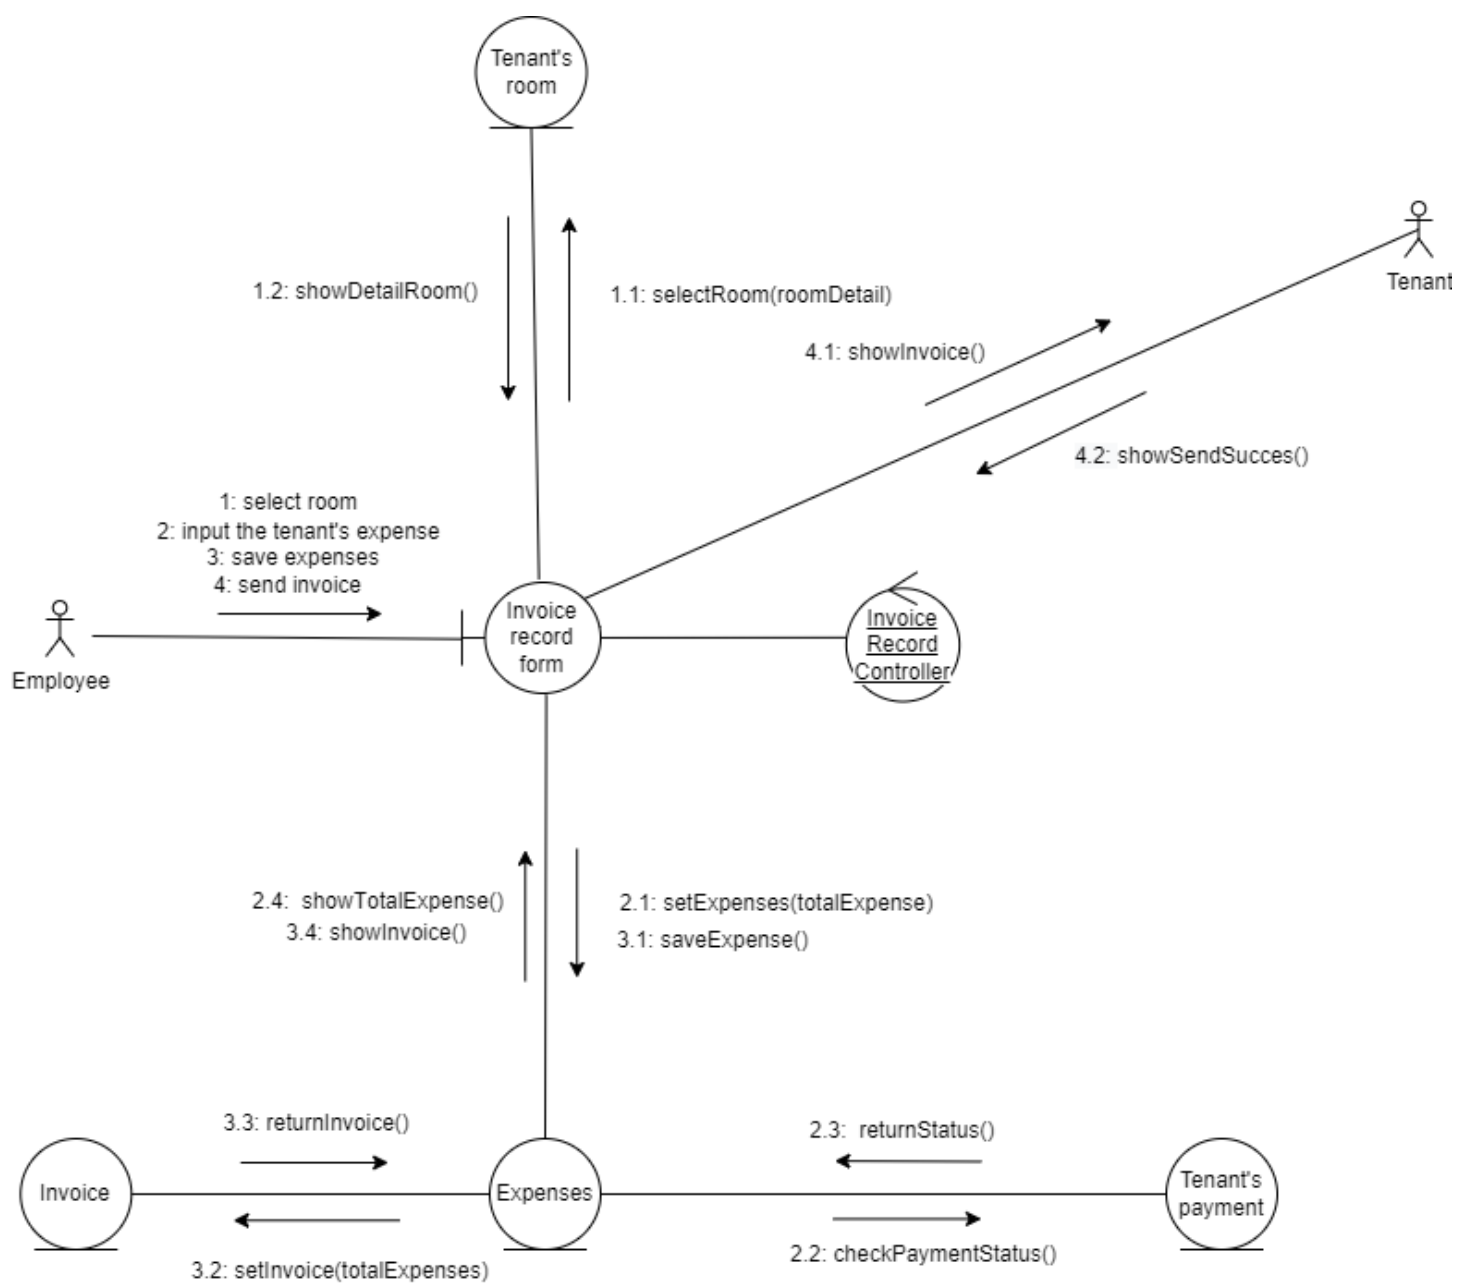 Tenant's
room
1.2: showDetailRoom()
1.1: selectRoom(roomDetail)
Tenant
4.1: showInvoice()
4.2: showSendSucces()
1: select room
2: input the tenant's expense
3: save expenses
4: send invoice
Employee
Invoice
record
form
Invoice
Record
Controller
2.4: showTotalExpense()
3.4: showInvoice()
2.1: setExpenses(totalExpense)
3.1: saveExpense()
3.3: returnInvoice()
2.3: returnStatus()
Invoice
Expenses
Tenant's
payment
3.2: setInvoice(totalExpenses)
2.2: checkPaymentStatus()